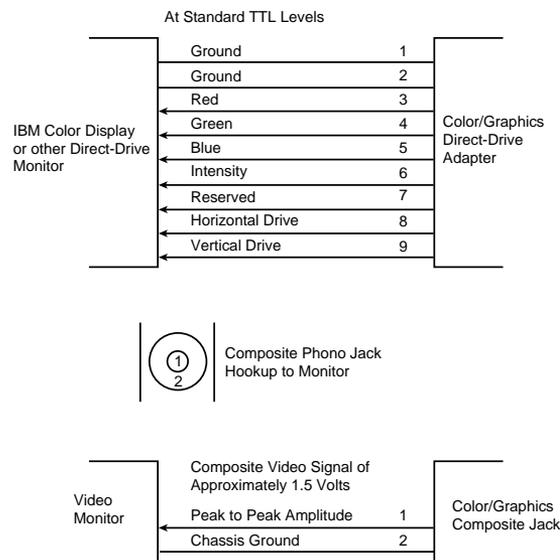 At Standard TTL Levels
Ground 1
Ground 2
Red 3
Green 4
Blue 5
Intensity 6
Reserved 7
Horizontal Drive 8
Vertical Drive 9
IBM Color Display
or other Direct-Drive
Monitor
Color/Graphics
Direct-Drive
Adapter
1
2
Composite Phono Jack
Hookup to Monitor
Composite Video Signal of
Approximately 1.5 Volts
Peak to Peak Amplitude 1
Chassis Ground 2
Video
Monitor
Color/Graphics
Composite Jack